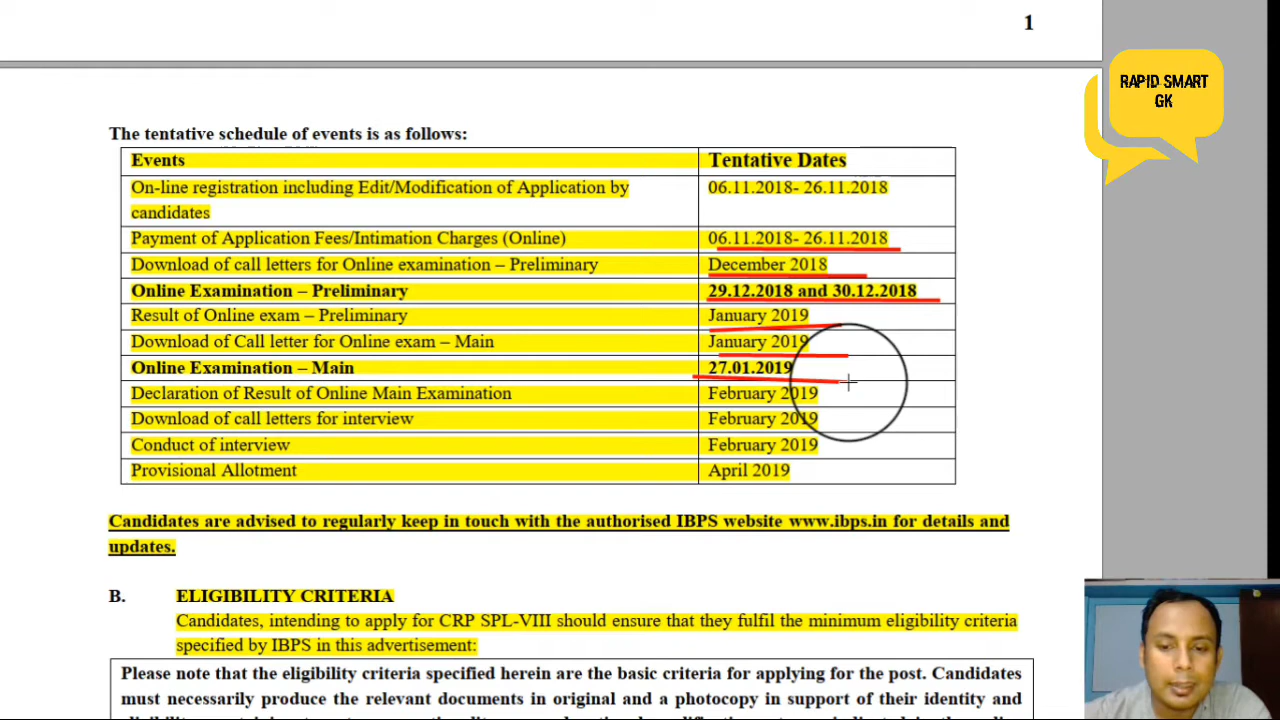 1
RAPID SMART
GK
The tentative schedule of events is as follows:
Events Tentative Dates
On-line registration including Edit/Modification of Application by 06.11.2018- 26.11.2018
candidates
Payment of Application Fees/Intimation Charges (Online) 06.11.2018- 26.11.2018
Download of call letters for Online examination – Preliminary December 2018
Online Examination – Preliminary 29.12.2018 and 30.12.2018
Result of Online exam – Preliminary January 2019
Download of Call letter for Online exam – Main January 2019
Online Examination – Main 27.01.2019
Declaration of Result of Online Main Examination February 2019
Download of call letters for interview February 2019
Conduct of interview February 2019
Provisional Allotment April 2019
Candidates are advised to regularly keep in touch with the authorised IBPS website www.ibps.in for details and
updates.
B. ELIGIBILITY CRITERIA
Candidates, intending to apply for CRP SPL-VIII should ensure that they fulfil the minimum eligibility criteria
specified by IBPS in this advertisement:
Please note that the eligibility criteria specified herein are the basic criteria for applying for the post. Candidates
must necessarily produce the relevant documents in original and a photocopy in support of their identity and